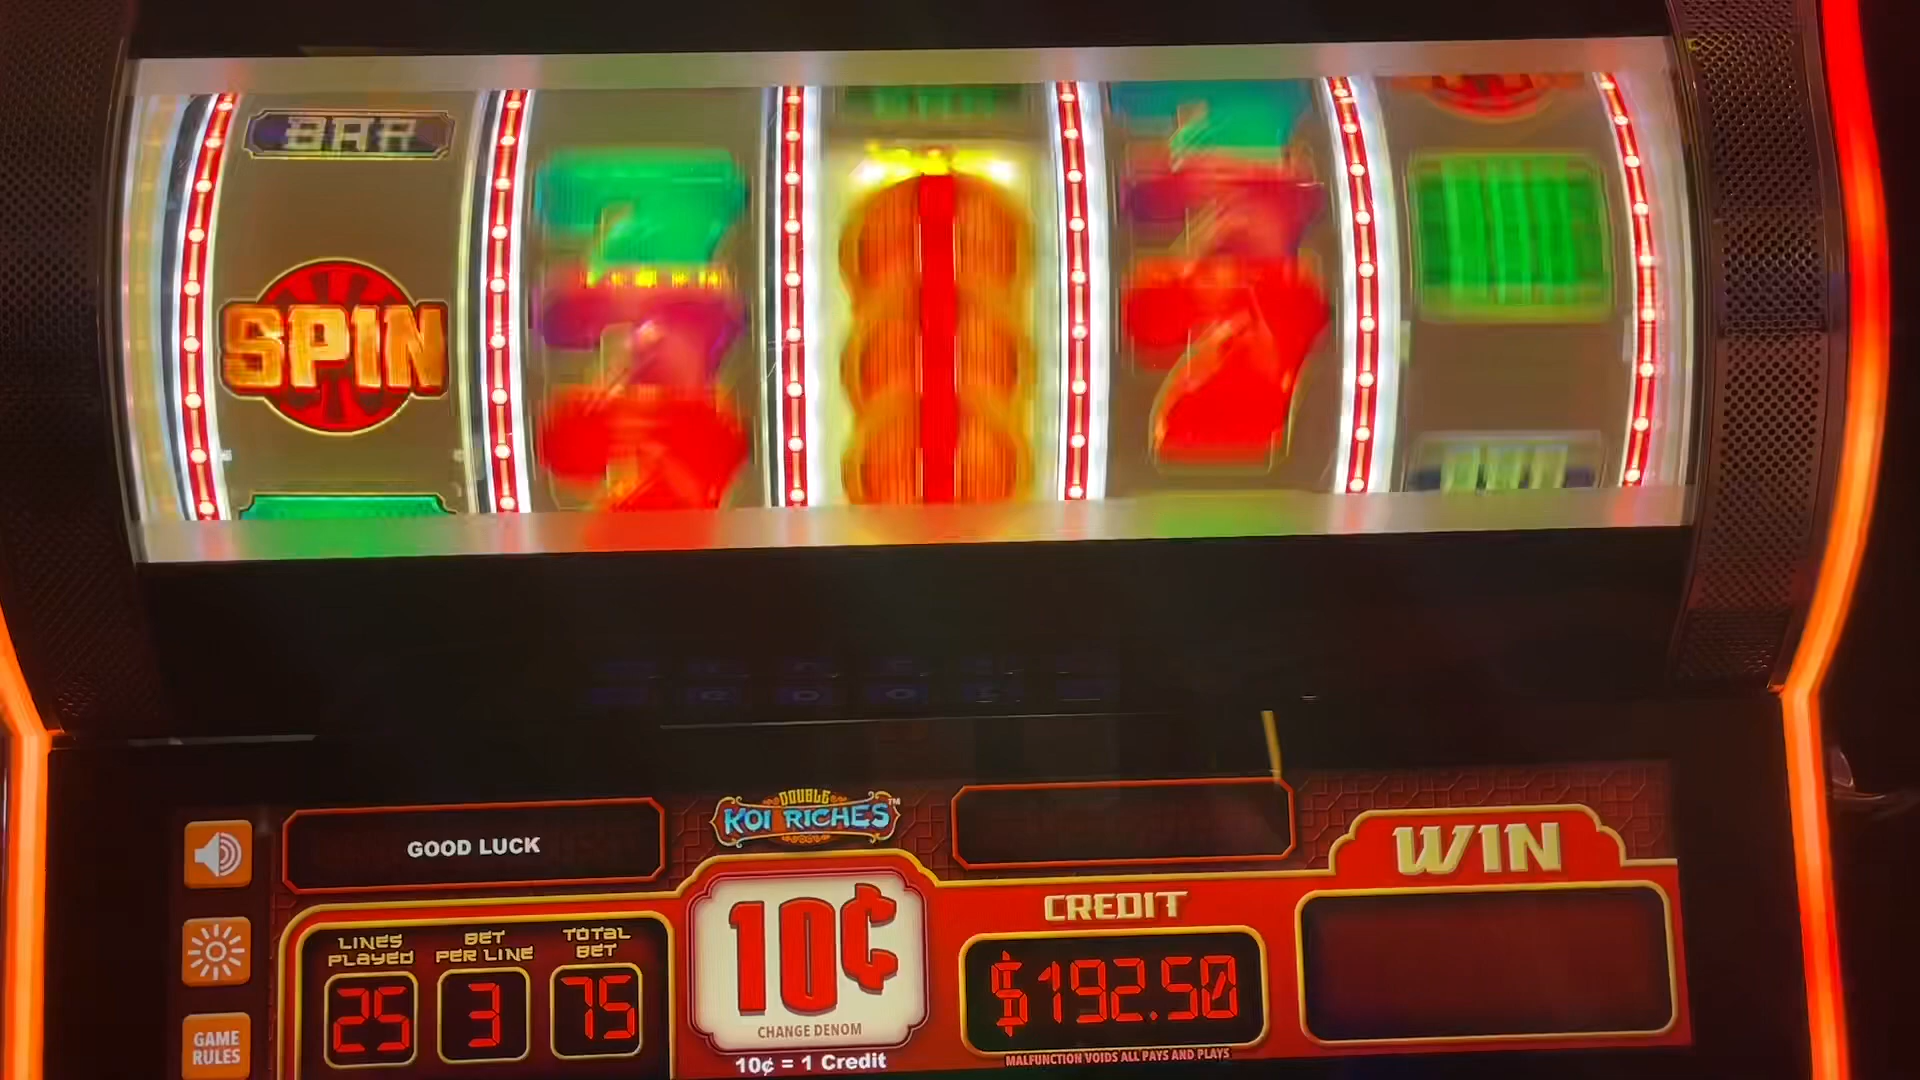 BAR
SPIN
GOOD LUCK
DOUBLE
KOI RICHES™
WIN
LINES
PLAYED
25
BET
PER LINE
3
TOTAL
BET
75
10¢
CHANGE DENOM
10¢ = 1 Credit
CREDIT
$192.50
MALFUNCTION VOIDS ALL PAYS AND PLAYS
GAME
RULES